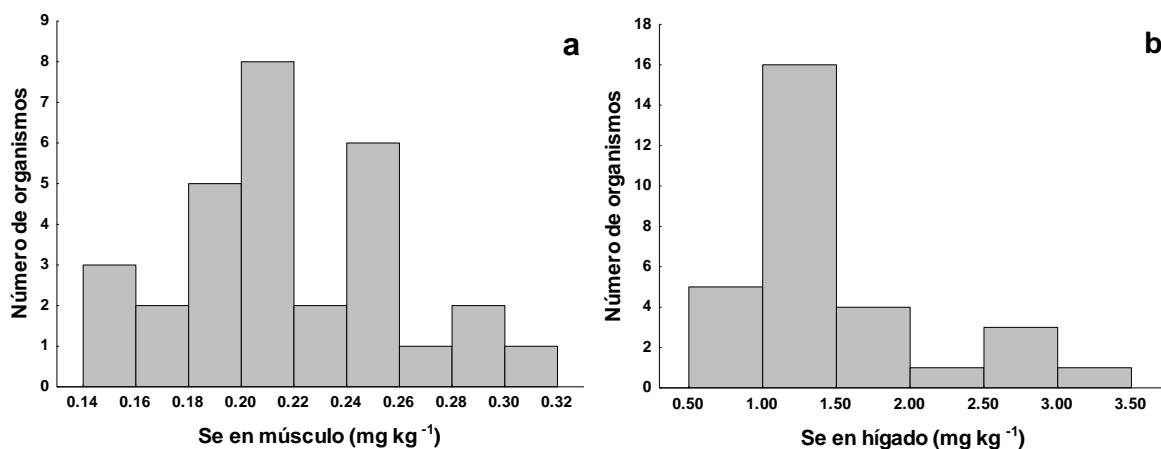 a
Número de organismos
9
8
7
6
5
4
3
2
1
0
0.14 0.16 0.18 0.20 0.22 0.24 0.26 0.28 0.30 0.32
Se en músculo (mg kg -1)
b
Número de organismos
18
16
14
12
10
8
6
4
2
0
0.50 1.00 1.50 2.00 2.50 3.00 3.50
Se en hígado (mg kg -1)